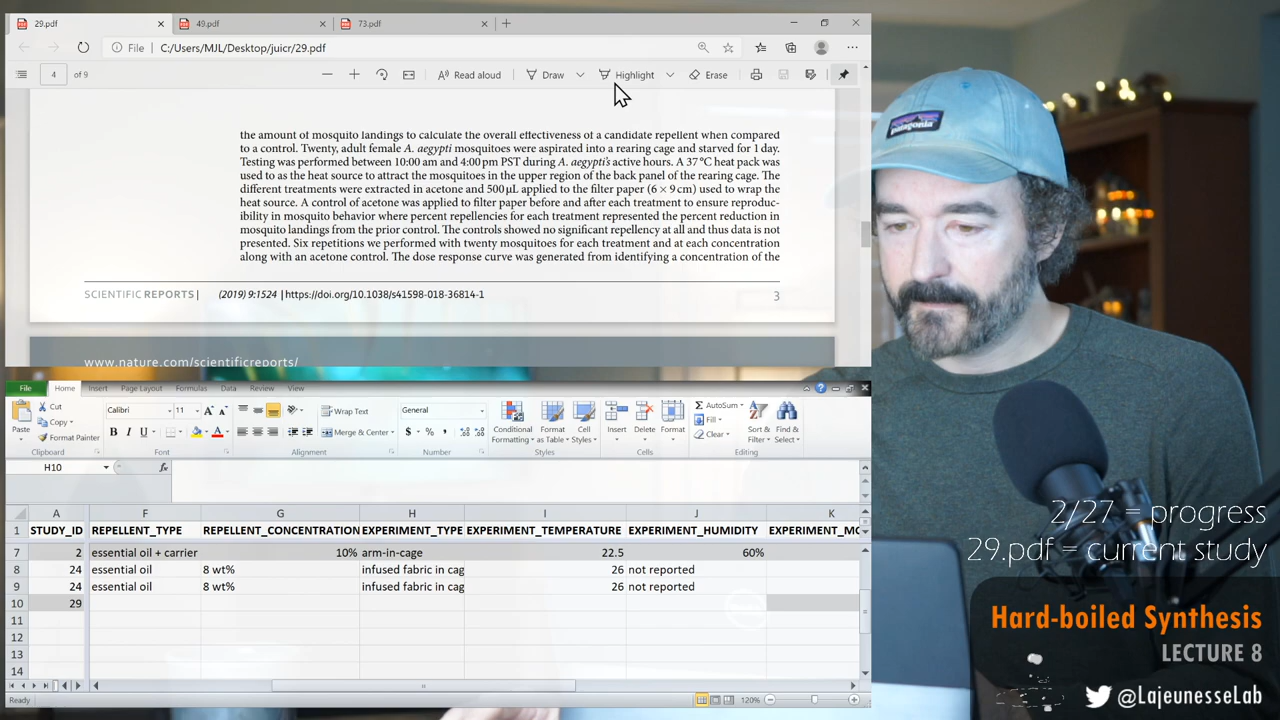 29.pdf
49.pdf
73.pdf
File
C:/Users/MJL/Desktop/juicr/29.pdf
4 of 9
Read aloud
Draw
Highlight
Erase
the amount of mosquito landings to calculate the overall effectiveness of a candidate repellent when compared
to a control. Twenty, adult female A. aegypti mosquitoes were aspirated into a rearing cage and starved for 1 day.
Testing was performed between 10:00 am and 4:00 pm PST during A. aegypti's active hours. A 37 °C heat pack was
used to as the heat source to attract the mosquitoes in the upper region of the back panel of the rearing cage. The
different treatments were extracted in acetone and 500 μL applied to the filter paper (6 × 9 cm) used to wrap the
heat source. A control of acetone was applied to filter paper before and after each treatment to ensure reproduc-
ibility in mosquito behavior where percent repellencies for each treatment represented the percent reduction in
mosquito landings from the prior control. The controls showed no significant repellency at all and thus data is not
presented. Six repetitions we performed with twenty mosquitoes for each treatment and at each concentration
along with an acetone control. The dose response curve was generated from identifying a concentration of the
SCIENTIFIC REPORTS | (2019) 9:1524 | https://doi.org/10.1038/s41598-018-36814-1
3
www.nature.com/scientificreports/
File Home Insert Page Layout Formulas Data Review View
Paste
Cut
Copy
Format Painter
Clipboard
Calibri 11
B I U
Font
Wrap Text
Merge & Center
Alignment
General
$ % ,
Number
Conditional Formatting
Format as Table
Cell Styles
Styles
Insert Delete Format
Cells
AutoSum
Fill
Clear
Sort & Filter
Find & Select
Editing
H10
fx
A F G H I J K
1 STUDY_ID REPELLENT_TYPE REPELLENT_CONCENTRATION EXPERIMENT_TYPE EXPERIMENT_TEMPERATURE EXPERIMENT_HUMIDITY EXPERIMENT_MO
7 2 essential oil + carrier 10% arm-in-cage 22.5 60%
8 24 essential oil 8 wt% infused fabric in cag 26 not reported
9 24 essential oil 8 wt% infused fabric in cag 26 not reported
10 29
11
12
13
14
Ready
120%
patagonia
2/27 = progress
29.pdf = current study
Hard-boiled Synthesis
LECTURE 8
@LajeunesseLab